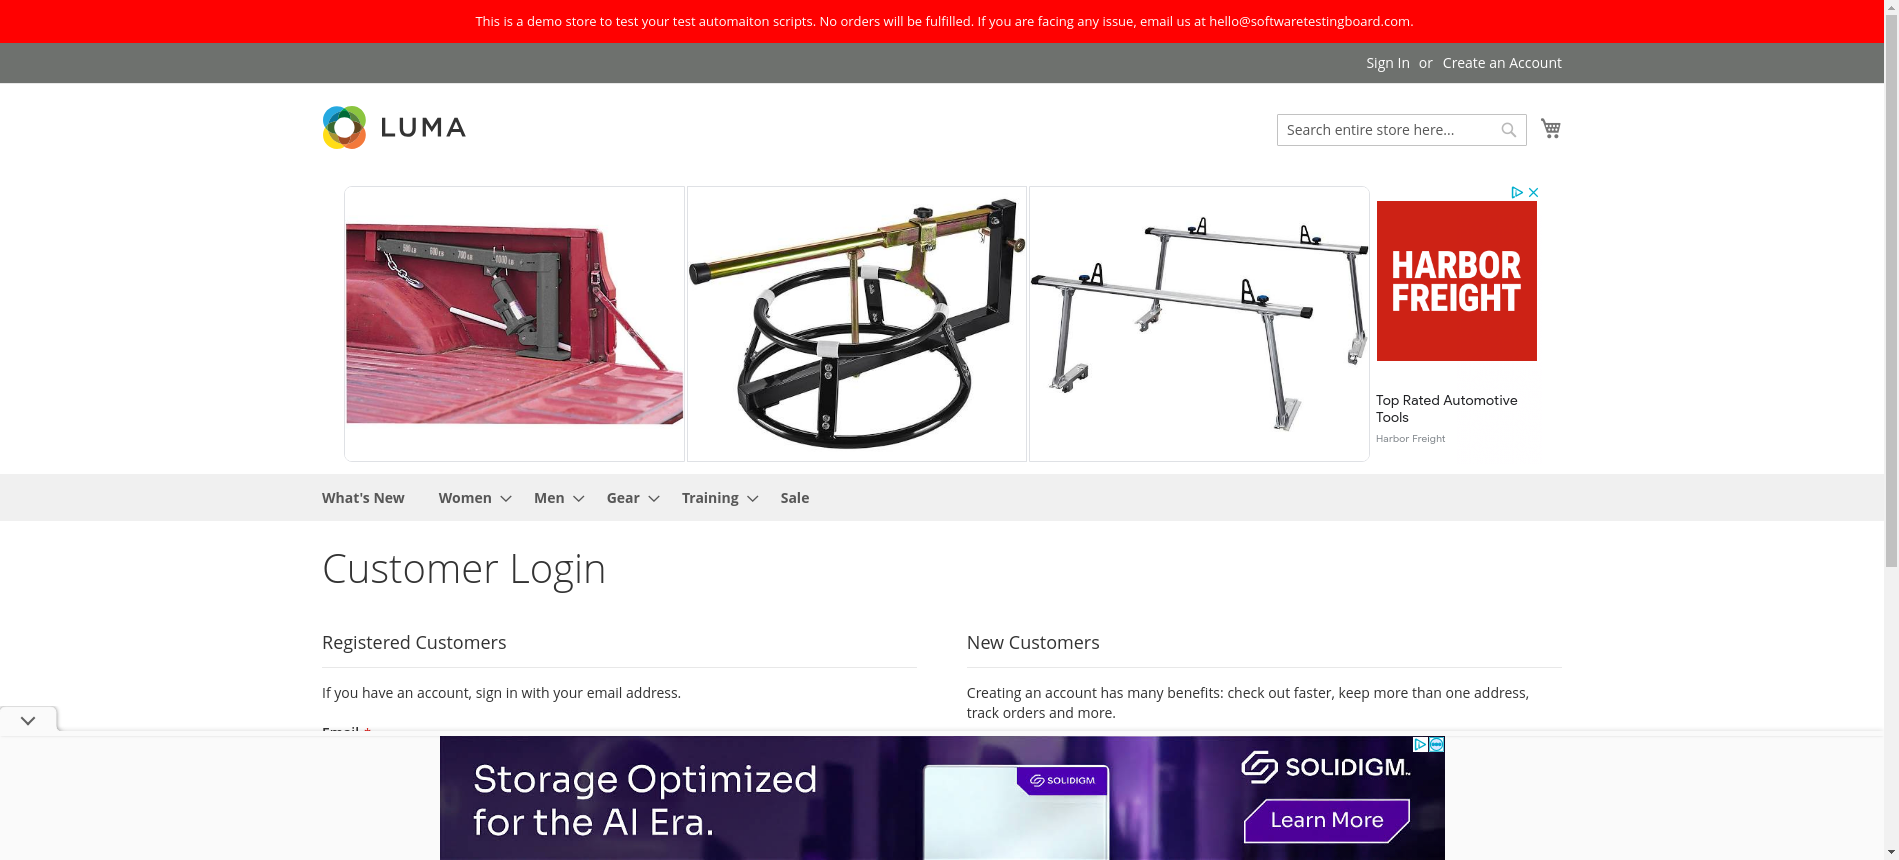 This is a demo store to test your test automaiton scripts. No orders will be fulfilled. If you are facing any issue, email us at hello@softwaretestingboard.com.
Sign In or Create an Account
LUMA
Search entire store here...
HARBOR
FREIGHT
Top Rated Automotive
Tools
Harbor Freight
What's New Women Men Gear Training Sale
Customer Login
Registered Customers
If you have an account, sign in with your email address.
Email *
New Customers
Creating an account has many benefits: check out faster, keep more than one address,
track orders and more.
Storage Optimized
for the AI Era.
SOLIDIGM
SOLIDIGM™
Learn More